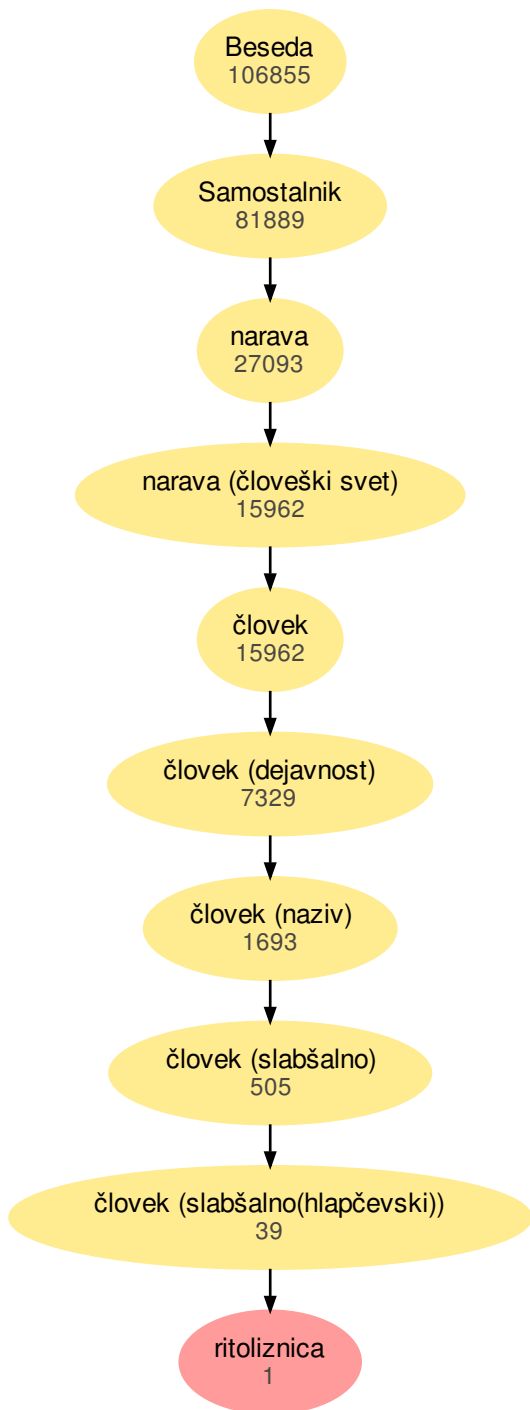 Beseda
106855
Samostalnik
81889
narava
27093
narava (človeški svet)
15962
človek
15962
človek (dejavnost)
7329
človek (naziv)
1693
človek (slabšalno)
505
človek (slabšalno(hlapčevski))
39
ritoliznica
1